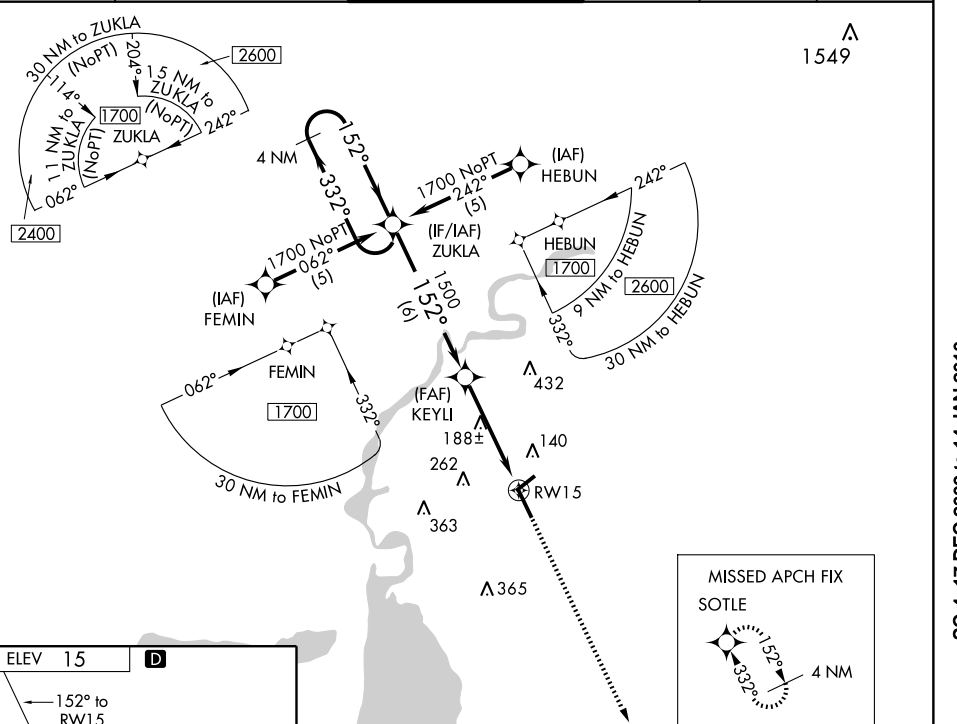 30 NM to ZUKLA
(NoPT)
204°
15 NM to
ZUKLA
(NoPT)
2600
114°
1700
242°
ZUKLA
11 NM to
ZUKLA
(NoPT)
062°
2400
1549
4 NM
152°
332°
1700 NoPT
242°
(5)
(IAF)
HEBUN
1700 NoPT
062°
(5)
(IF/IAF)
ZUKLA
(IAF)
FEMIN
242°
HEBUN
1700
9 NM to HEBUN
2600
332°
30 NM to HEBUN
1500
152°
(6)
FEMIN
062°
1700
332°
30 NM to FEMIN
(FAF)
KEYLI
432
188±
140
262
RW15
363
365
MISSED APCH FIX
SOTLE
152°
332°
4 NM
ELEV 15
D
152° to
RW15